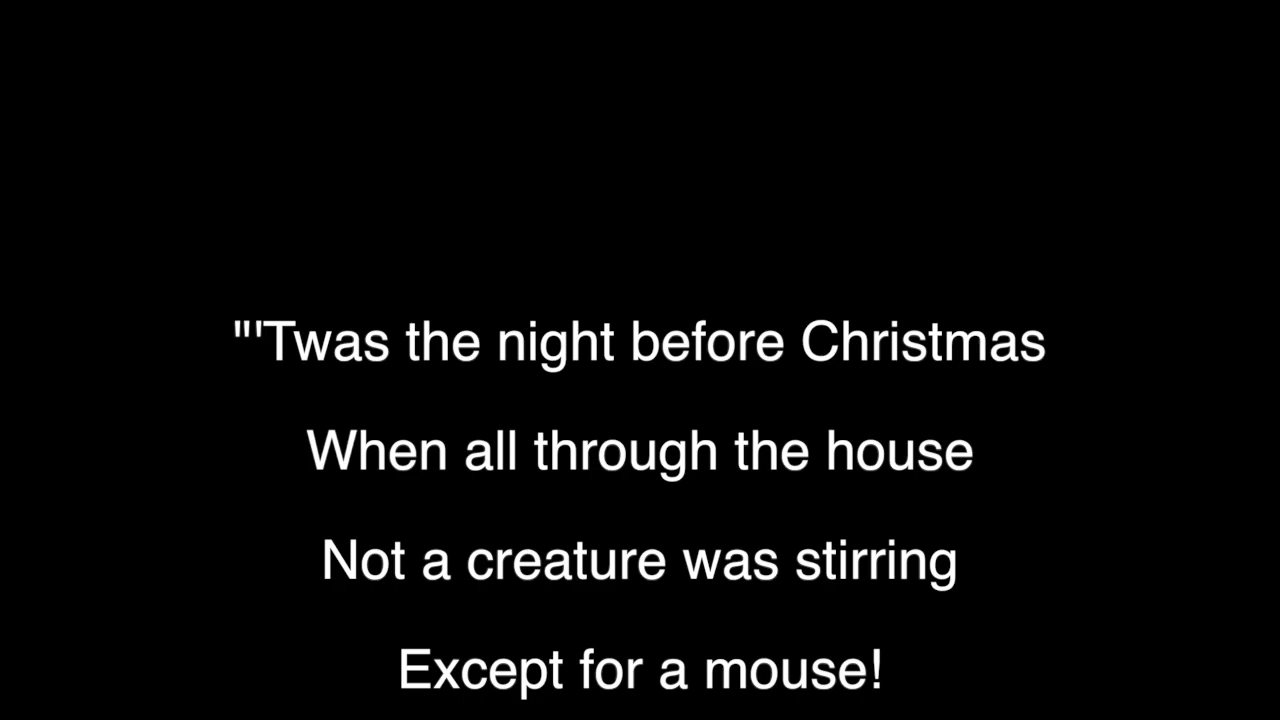 "'Twas the night before Christmas
When all through the house
Not a creature was stirring
Except for a mouse!